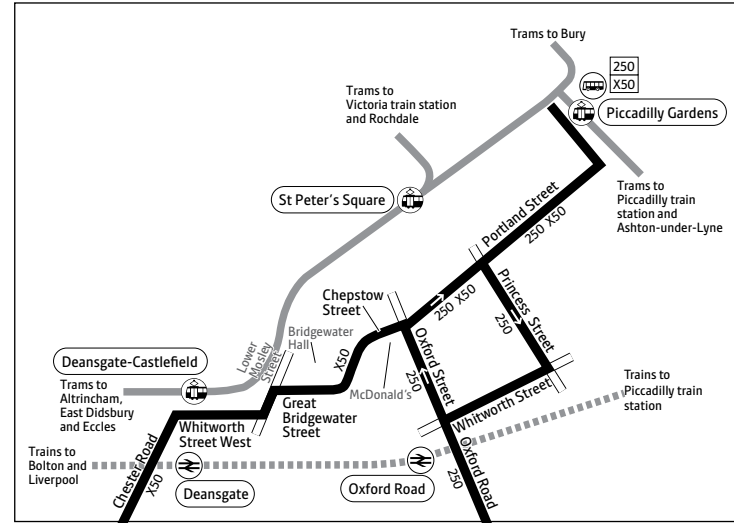 Trams to Bury
250
X50
Piccadilly Gardens
Trams to
Victoria train station
and Rochdale
Trams to
Piccadilly train
station and
Ashton-under-Lyne
St Peter's Square
Portland Street
250 X50
250 X50
Princess Street
250
Chepstow
Street
Bridgewater
Hall
X50
McDonald's
Oxford Street
250
Lower
Mosley
Street
Deansgate-Castlefield
Trams to
Altrincham,
East Didsbury
and Eccles
Great
Bridgewater
Street
Whitworth
Street West
Whitworth Street
Trains to
Piccadilly train
station
Trains to
Bolton and
Liverpool
Chester Road
X50
Deansgate
Oxford Road
Oxford Road
250